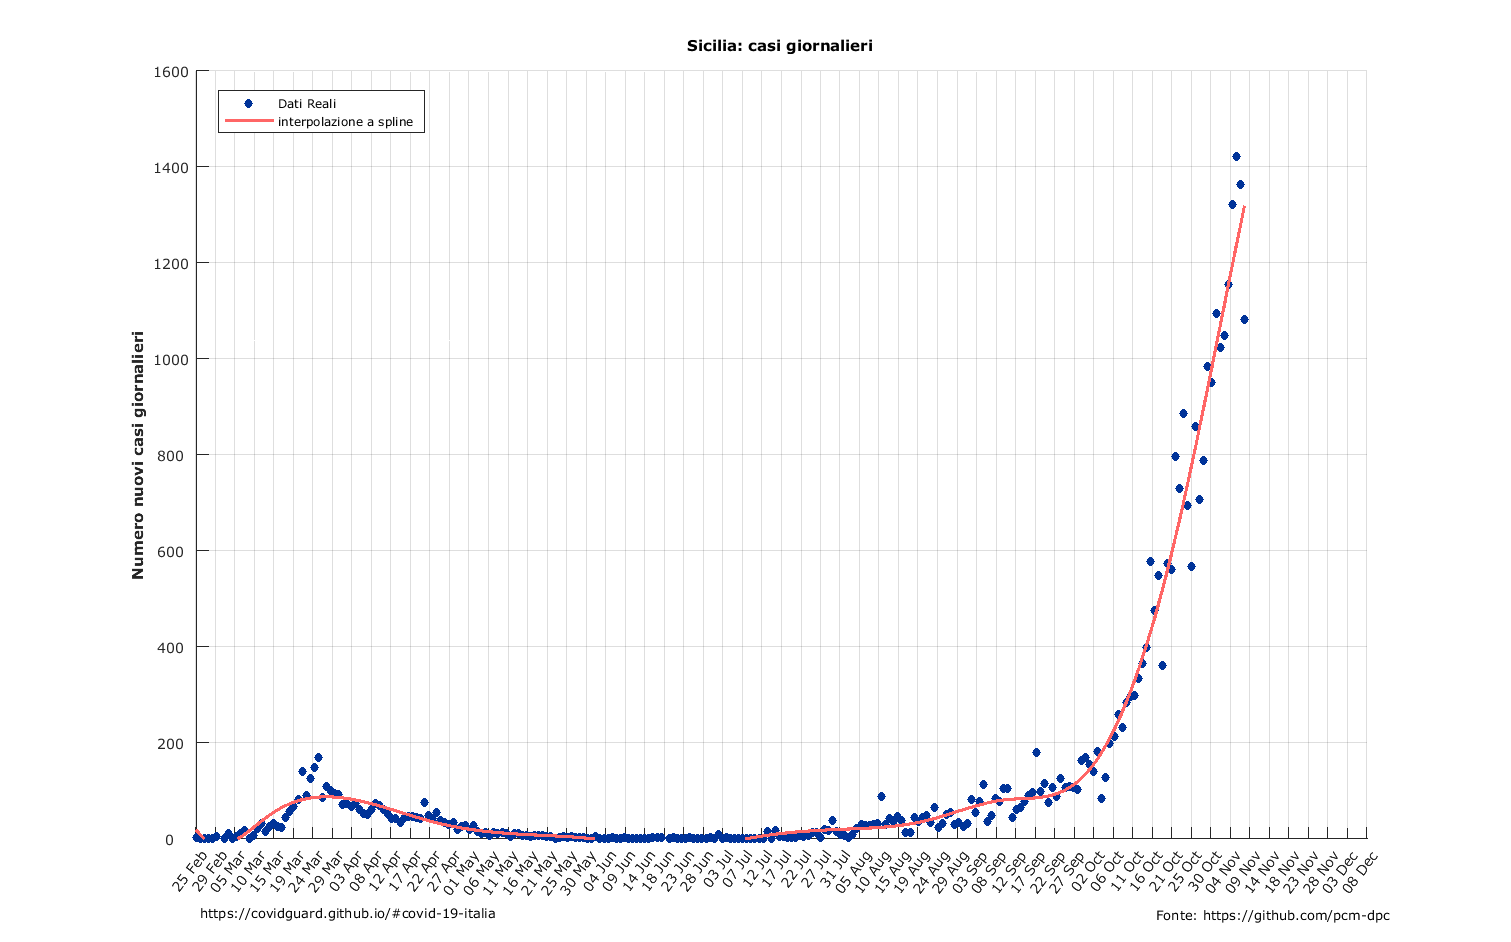 Sicilia: casi giornalieri
1600
1400
1200
1000
800
600
400
200
0
Dati Reali
interpolazione a spline
Numero nuovi casi giornalieri
25 Feb
29 Feb
05 Mar
10 Mar
15 Mar
19 Mar
24 Mar
29 Mar
03 Apr
08 Apr
12 Apr
17 Apr
22 Apr
27 Apr
01 May
06 May
11 May
16 May
21 May
25 May
30 May
04 Jun
09 Jun
14 Jun
18 Jun
23 Jun
28 Jun
03 Jul
07 Jul
12 Jul
17 Jul
22 Jul
27 Jul
31 Jul
05 Aug
10 Aug
15 Aug
19 Aug
24 Aug
29 Aug
03 Sep
08 Sep
12 Sep
17 Sep
22 Sep
27 Sep
02 Oct
06 Oct
11 Oct
16 Oct
21 Oct
25 Oct
30 Oct
04 Nov
09 Nov
14 Nov
18 Nov
23 Nov
28 Nov
03 Dec
08 Dec
https://covidguard.github.io/#covid-19-italia
Fonte: https://github.com/pcm-dpc